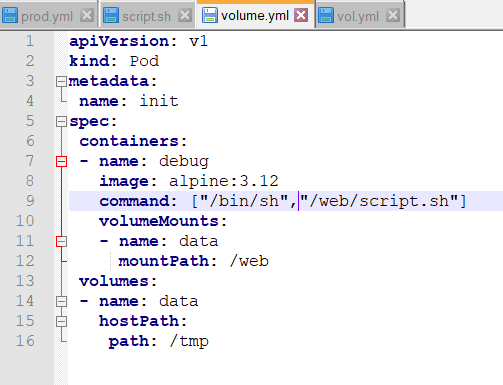 prod.yml script.sh volume.yml vol.yml
1 apiVersion: v1
2 kind: Pod
3 metadata:
4  name: init
5 spec:
6  containers:
7  - name: debug
8    image: alpine:3.12
9    command: ["/bin/sh","/web/script.sh"]
10    volumeMounts:
11    - name: data
12      mountPath: /web
13  volumes:
14  - name: data
15    hostPath:
16     path: /tmp